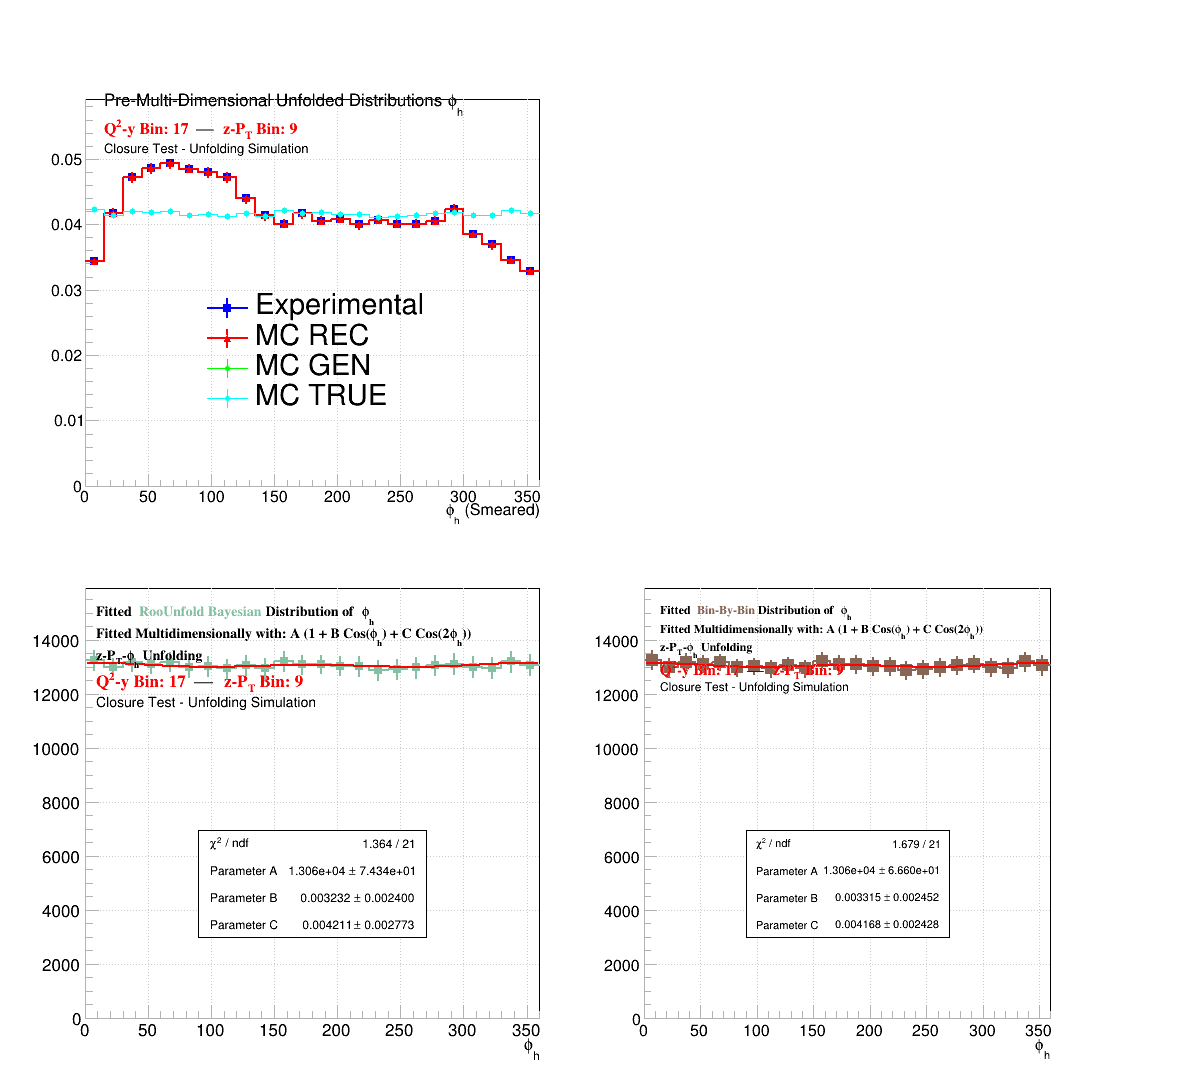 Pre-Multi-Dimensional Unfolded Distributions ϕh
Q²-y Bin: 17 — z-PT Bin: 9
Closure Test - Unfolding Simulation
0.05
0.04
0.03
0.02
0.01
0
Experimental
MC REC
MC GEN
MC TRUE
0 50 100 150 200 250 300 350
ϕh (Smeared)
Fitted RooUnfold Bayesian Distribution of ϕh
Fitted Multidimensionally with: A (1 + B Cos(ϕh) + C Cos(2ϕh))
z-PT-ϕh Unfolding
Q²-y Bin: 17 — z-PT Bin: 9
Closure Test - Unfolding Simulation
14000
12000
10000
8000
6000
4000
2000
0
χ² / ndf 1.364 / 21
Parameter A 1.306e+04 ± 7.434e+01
Parameter B 0.003232 ± 0.002400
Parameter C 0.004211 ± 0.002773
0 50 100 150 200 250 300 350
ϕh
Fitted Bin-By-Bin Distribution of ϕh
Fitted Multidimensionally with: A (1 + B Cos(ϕh) + C Cos(2ϕh))
z-PT-ϕh Unfolding
Q²-y Bin: 17 — z-PT Bin: 9
Closure Test - Unfolding Simulation
14000
12000
10000
8000
6000
4000
2000
0
χ² / ndf 1.679 / 21
Parameter A 1.306e+04 ± 6.660e+01
Parameter B 0.003315 ± 0.002452
Parameter C 0.004168 ± 0.002428
0 50 100 150 200 250 300 350
ϕh